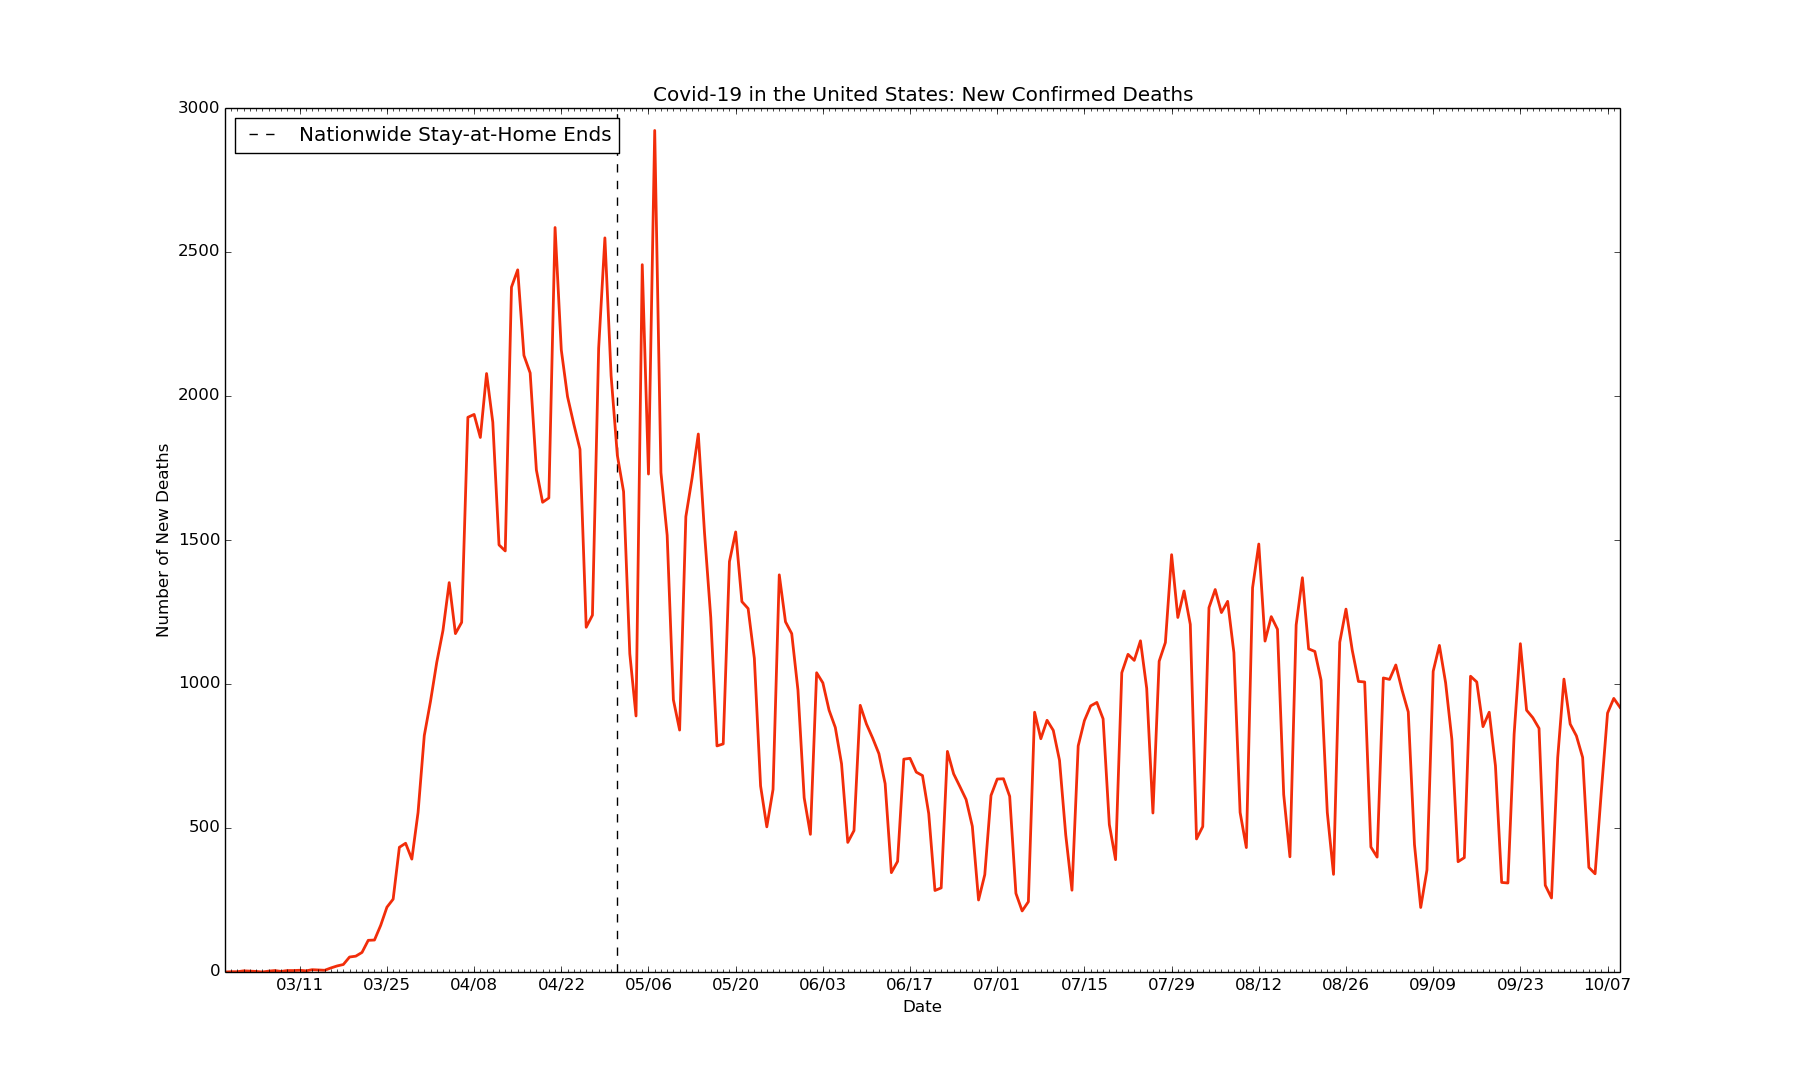 Covid-19 in the United States: New Confirmed Deaths
Nationwide Stay-at-Home Ends
Number of New Deaths
3000
2500
2000
1500
1000
500
0
03/11 03/25 04/08 04/22 05/06 05/20 06/03 06/17 07/01 07/15 07/29 08/12 08/26 09/09 09/23 10/07
Date